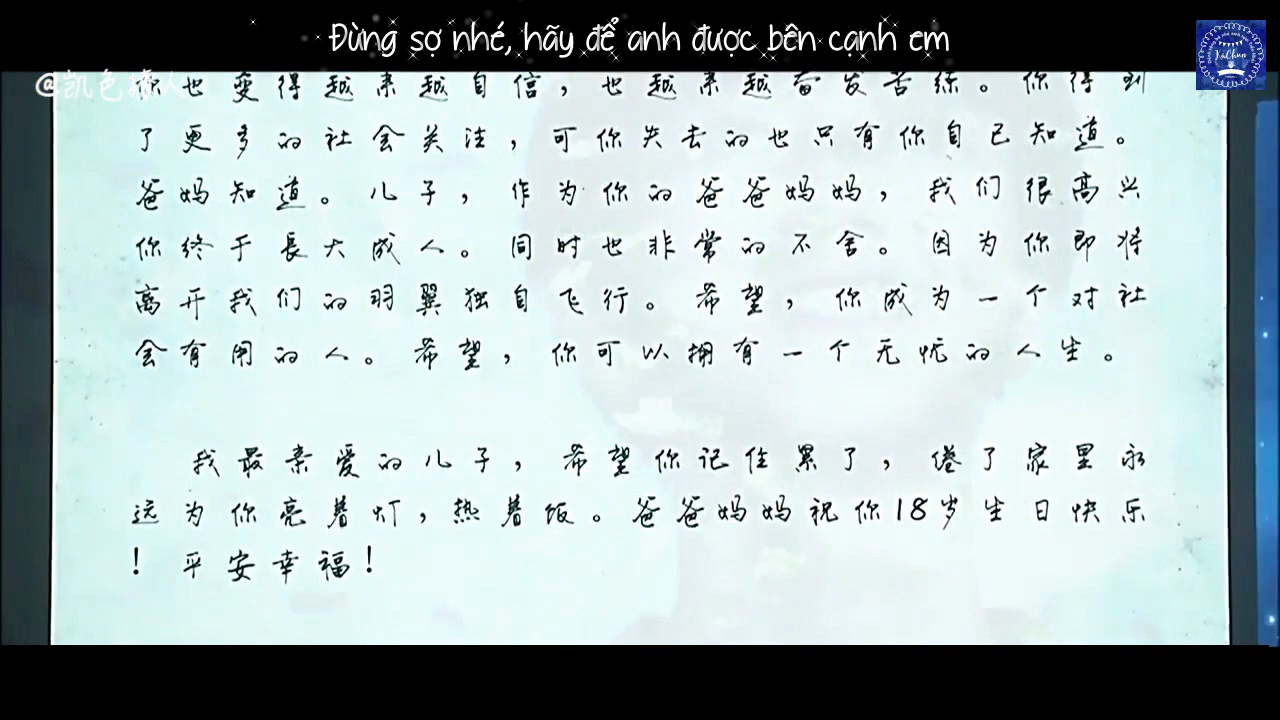 Đừng sợ nhé, hãy để anh được bên cạnh em
@凯色撩人
你也变得越来越自信，也越来越奋发苦练。你得到
了更多的社会关注，可你失去的也只有你自己知道。
爸妈知道。儿子，作为你的爸爸妈妈，我们很高兴
你终于長大成人。同时也非常的不舍。因为你即将
离开我们的羽翼独自飞行。希望，你成为一个对社
会有用的人。希望，你可以拥有一个无忧的人生。
我最亲爱的儿子，希望你记住累了，倦了家里永
远为你亮着灯，热着饭。爸爸妈妈祝你18岁生日快乐
！平安幸福！